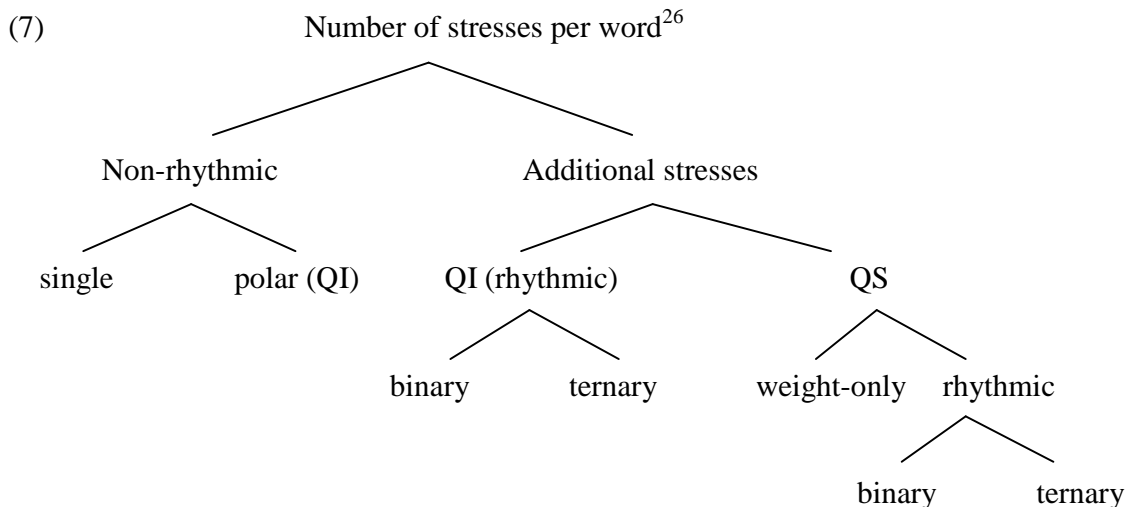 (7) Number of stresses per word26
Non-rhythmic Additional stresses
single polar (QI) QI (rhythmic) QS
binary ternary weight-only rhythmic
binary ternary